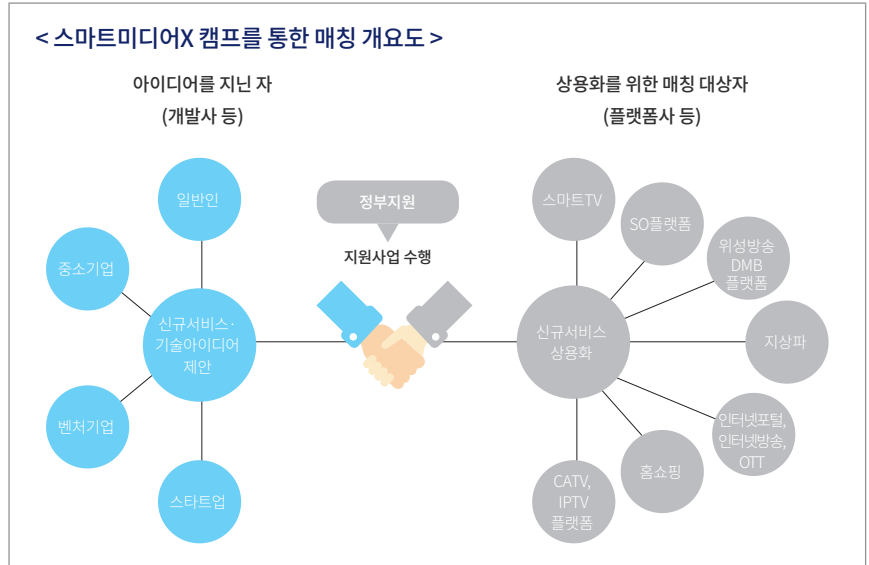 < 스마트미디어X 캠프를 통한 매칭 개요도 >
아이디어를 지닌 자
(개발사 등)
상용화를 위한 매칭 대상자
(플랫폼사 등)
일반인
중소기업
신규서비스·
기술아이디어
제안
벤처기업
스타트업
정부지원
지원사업 수행
스마트TV
SO플랫폼
위성방송
DMB
플랫폼
신규서비스
상용화
지상파
인터넷포털,
인터넷방송,
OTT
홈쇼핑
CATV,
IPTV
플랫폼